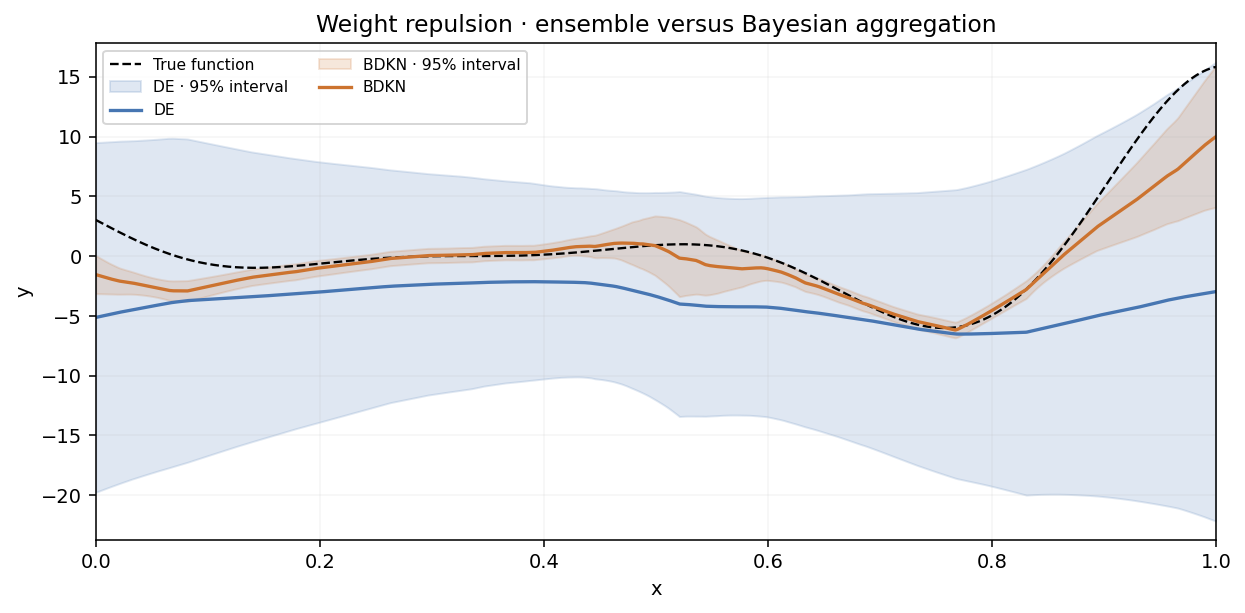 Weight repulsion · ensemble versus Bayesian aggregation
True function
DE · 95% interval
DE
BDKN · 95% interval
BDKN
y
15
10
5
0
−5
−10
−15
−20
0.0 0.2 0.4 0.6 0.8 1.0
x